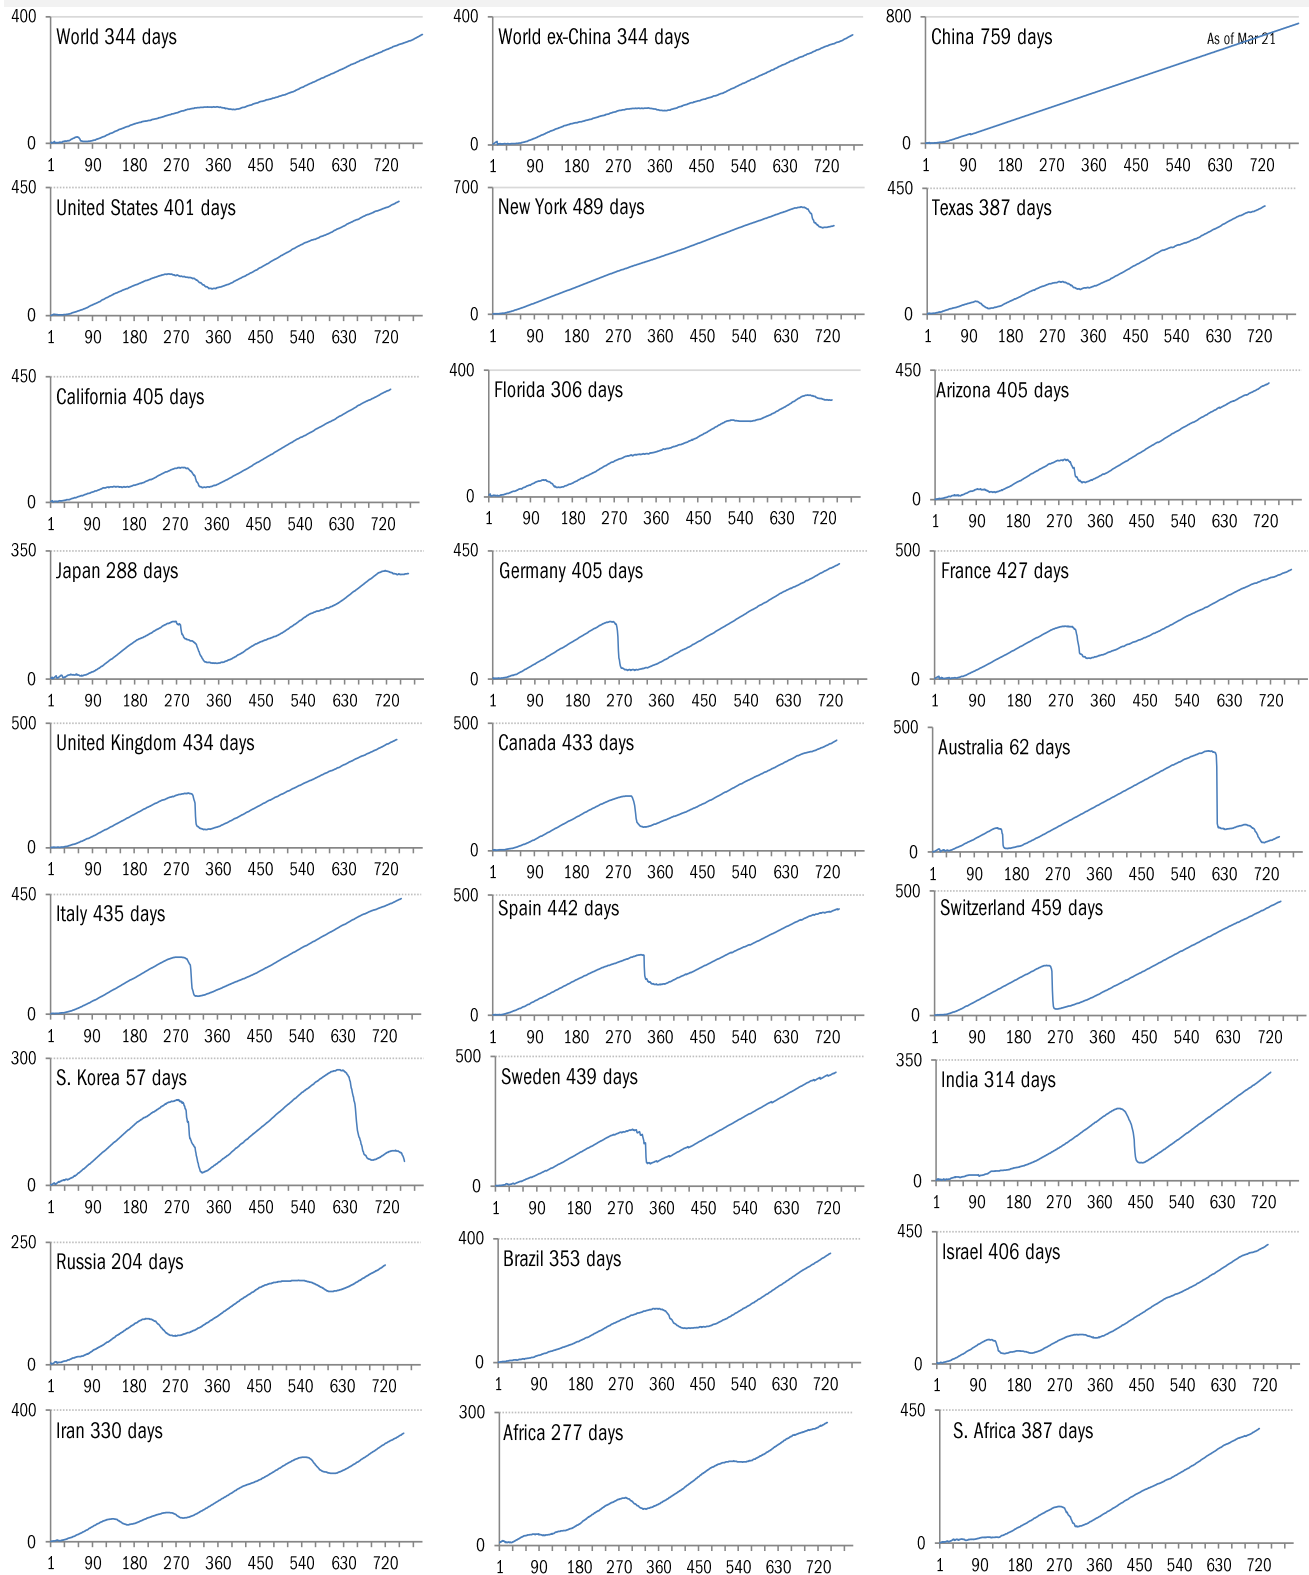 400
World 344 days
0
1 90 180 270 360 450 540 630 720
400
World ex-China 344 days
0
1 90 180 270 360 450 540 630 720
800
China 759 days
As of Mar 21
0
1 90 180 270 360 450 540 630 720
450
United States 401 days
0
1 90 180 270 360 450 540 630 720
700
New York 489 days
0
1 90 180 270 360 450 540 630 720
450
Texas 387 days
0
1 90 180 270 360 450 540 630 720
450
California 405 days
0
1 90 180 270 360 450 540 630 720
400
Florida 306 days
0
1 90 180 270 360 450 540 630 720
450
Arizona 405 days
0
1 90 180 270 360 450 540 630 720
350
Japan 288 days
0
1 90 180 270 360 450 540 630 720
450
Germany 405 days
0
1 90 180 270 360 450 540 630 720
500
France 427 days
0
1 90 180 270 360 450 540 630 720
500
United Kingdom 434 days
0
1 90 180 270 360 450 540 630 720
500
Canada 433 days
0
1 90 180 270 360 450 540 630 720
500
Australia 62 days
0
1 90 180 270 360 450 540 630 720
450
Italy 435 days
0
1 90 180 270 360 450 540 630 720
500
Spain 442 days
0
1 90 180 270 360 450 540 630 720
500
Switzerland 459 days
0
1 90 180 270 360 450 540 630 720
300
S. Korea 57 days
0
1 90 180 270 360 450 540 630 720
500
Sweden 439 days
0
1 90 180 270 360 450 540 630 720
350
India 314 days
0
1 90 180 270 360 450 540 630 720
250
Russia 204 days
0
1 90 180 270 360 450 540 630 720
400
Brazil 353 days
0
1 90 180 270 360 450 540 630 720
450
Israel 406 days
0
1 90 180 270 360 450 540 630 720
400
Iran 330 days
0
1 90 180 270 360 450 540 630 720
300
Africa 277 days
0
1 90 180 270 360 450 540 630 720
450
S. Africa 387 days
0
1 90 180 270 360 450 540 630 720